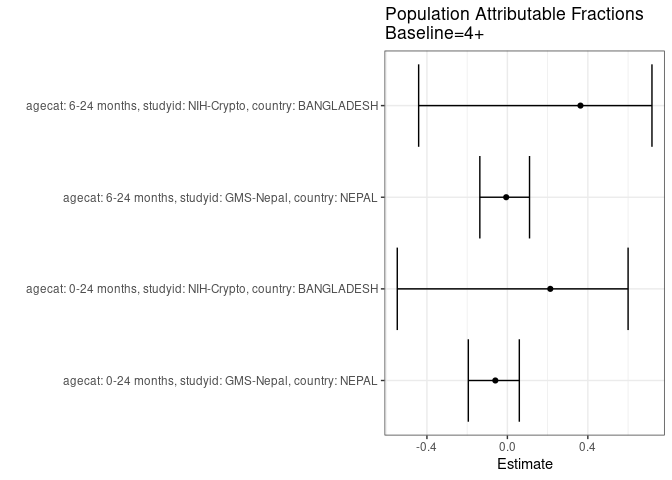 Population Attributable Fractions
Baseline=4+
agecat: 6-24 months, studyid: NIH-Crypto, country: BANGLADESH
agecat: 6-24 months, studyid: GMS-Nepal, country: NEPAL
agecat: 0-24 months, studyid: NIH-Crypto, country: BANGLADESH
agecat: 0-24 months, studyid: GMS-Nepal, country: NEPAL
-0.4 0.0 0.4
Estimate